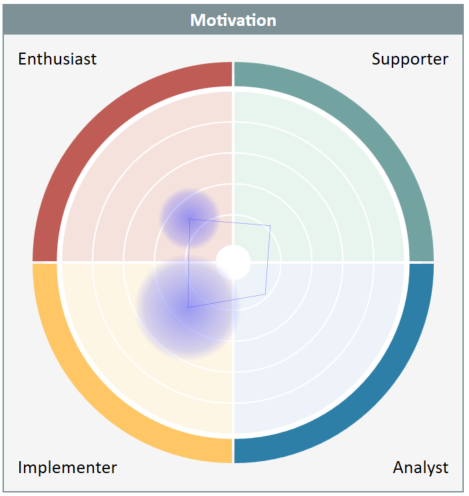 Motivation
Enthusiast
Supporter
Implementer
Analyst